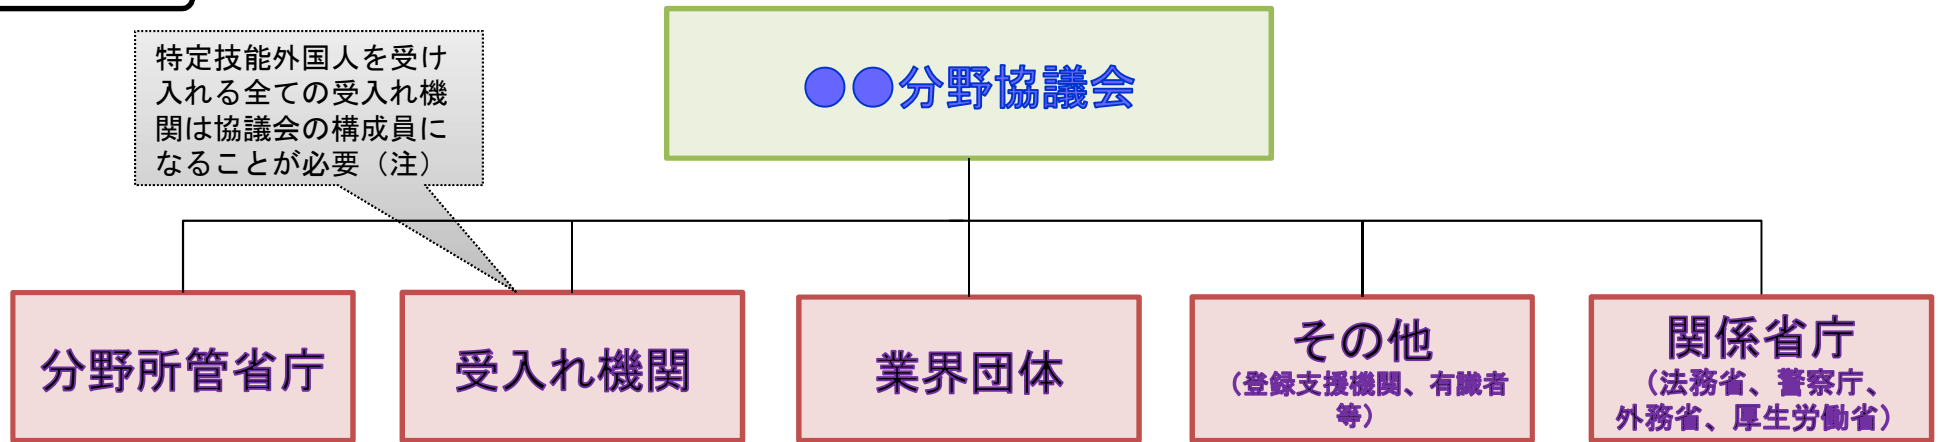 特定技能外国人を受け
入れる全ての受入れ機
関は協議会の構成員に
なることが必要（注）
●●分野協議会
分野所管省庁
受入れ機関
業界団体
その他
（登録支援機関、有識者
等）
関係省庁
（法務省、警察庁、
外務省、厚生労働省）